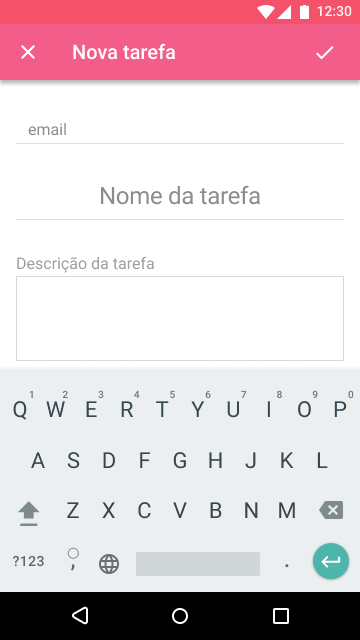 12:30
Nova tarefa
email
Nome da tarefa
Descrição da tarefa
1 2 3 4 5 6 7 8 9 0
Q W E R T Y U I O P
A S D F G H J K L
Z X C V B N M
?123 , .